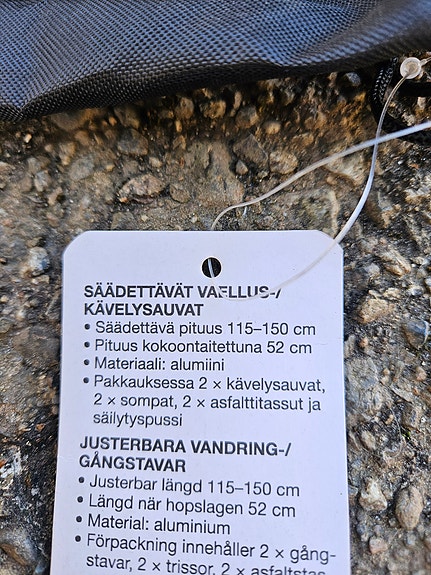 SÄÄDETTÄVÄT VAELLUS-/
KÄVELYSAUVAT
• Säädettävä pituus 115–150 cm
• Pituus kokoontaitettuna 52 cm
• Materiaali: alumiini
• Pakkauksessa 2 × kävelysauvat,
2 × sompat, 2 × asfalttitassut ja
säilytyspussi
JUSTERBARA VANDRING-/
GÅNGSTAVAR
• Justerbar längd 115–150 cm
• Längd när hopslagen 52 cm
• Material: aluminium
• Förpackning innehåller 2 × gång-
stavar, 2 × trissor, 2 × asfaltstas-